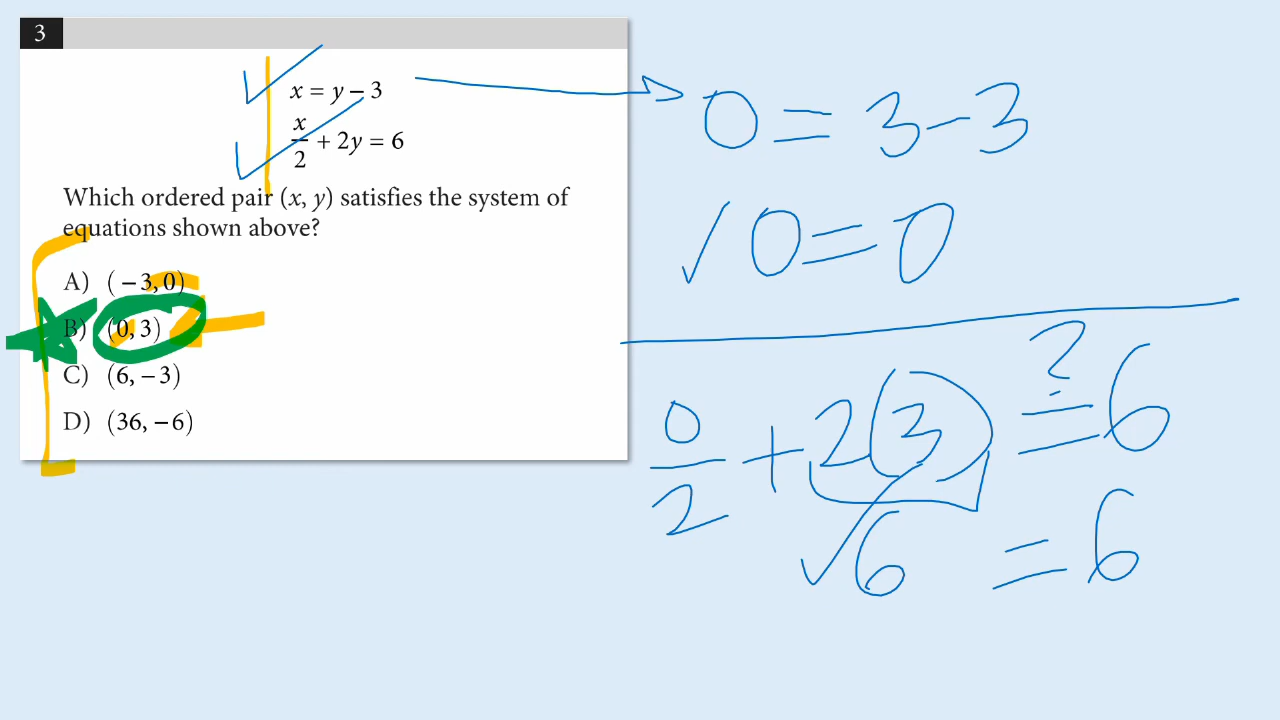 3
x = y − 3
x/2 + 2y = 6
Which ordered pair (x, y) satisfies the system of
equations shown above?
A) (−3, 0)
B) (0, 3)
C) (6, −3)
D) (36, −6)
0 = 3 − 3
✓ 0 = 0
0/2 + 2(3) ≟ 6
✓ 6 = 6